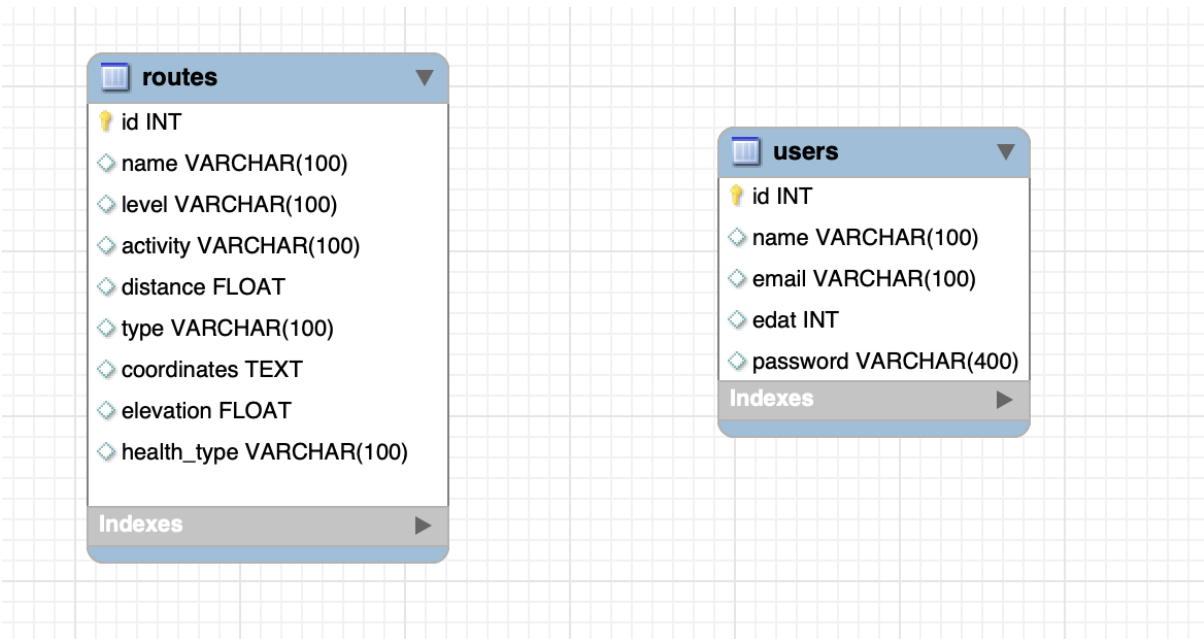 routes
id INT
name VARCHAR(100)
level VARCHAR(100)
activity VARCHAR(100)
distance FLOAT
type VARCHAR(100)
coordinates TEXT
elevation FLOAT
health_type VARCHAR(100)
Indexes
users
id INT
name VARCHAR(100)
email VARCHAR(100)
edat INT
password VARCHAR(400)
Indexes